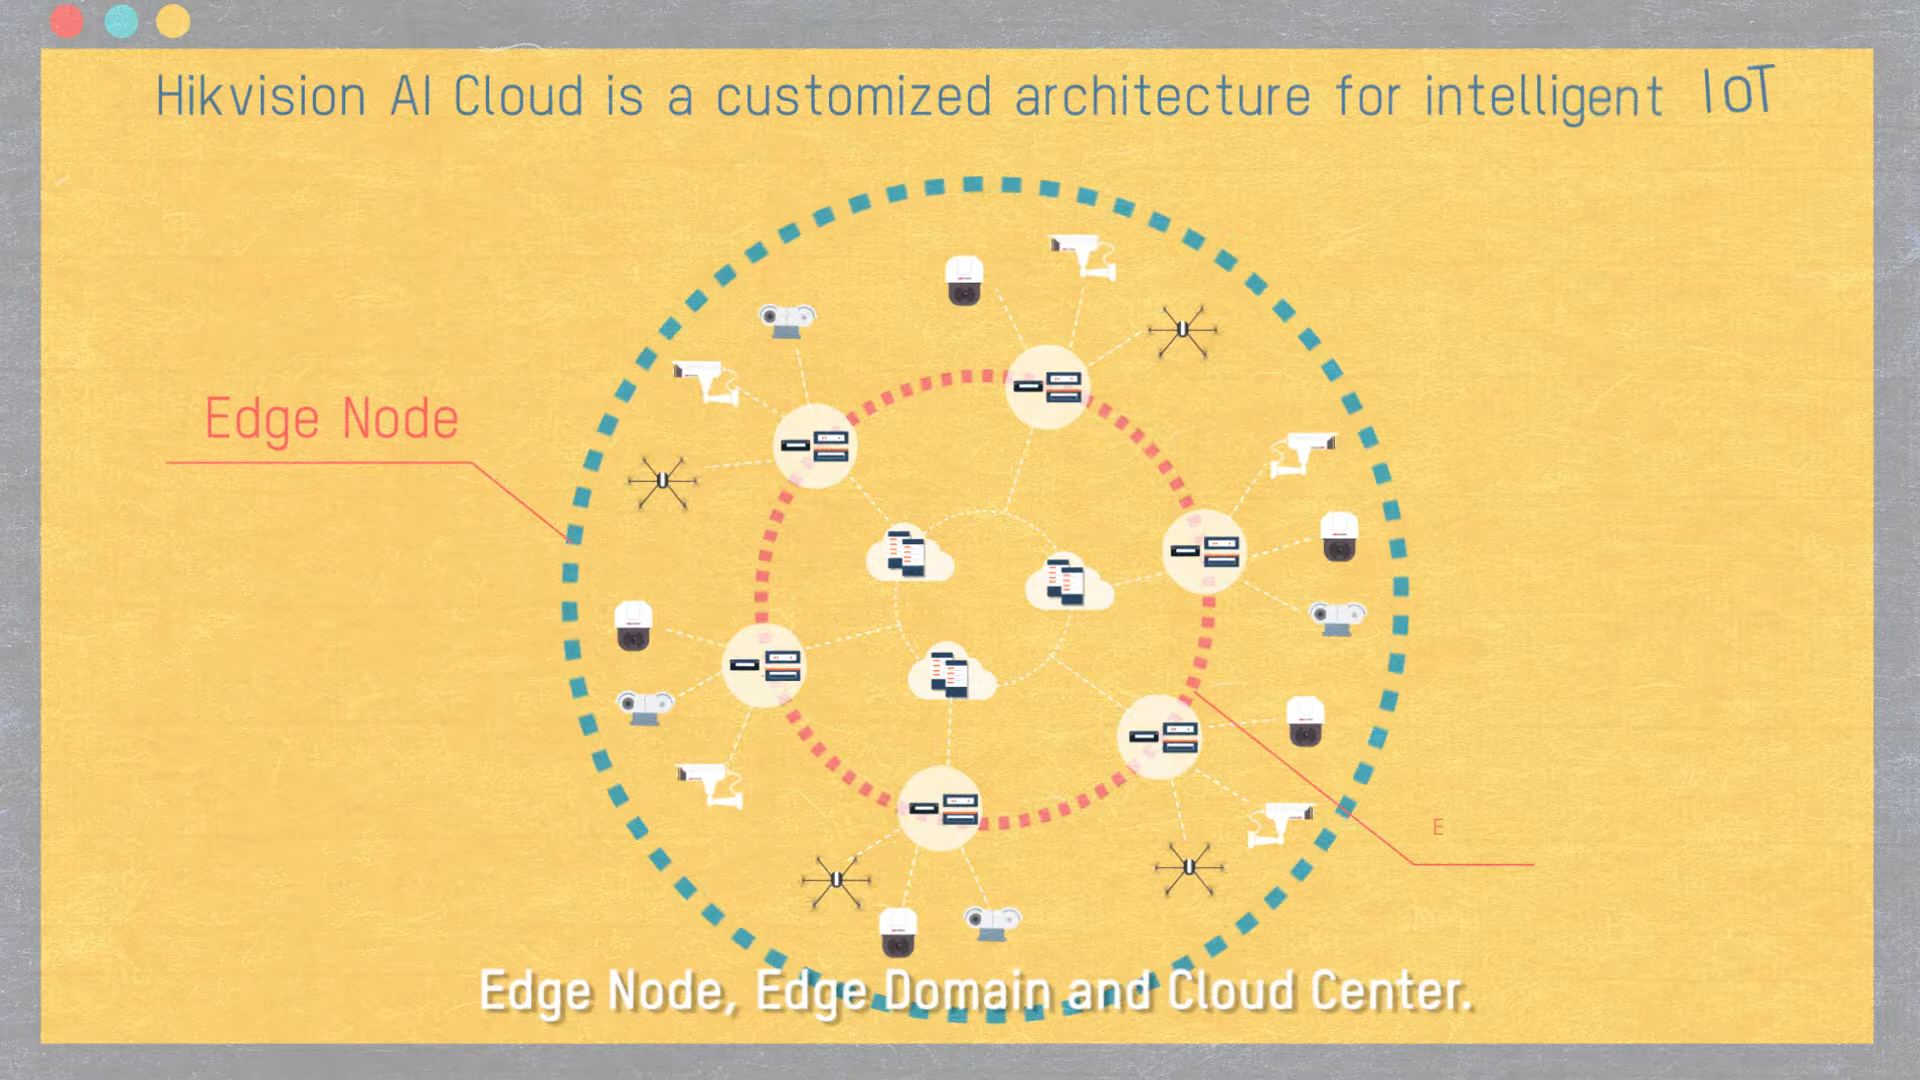 Hikvision AI Cloud is a customized architecture for intelligent IoT
Edge Node
E
Edge Node, Edge Domain and Cloud Center.